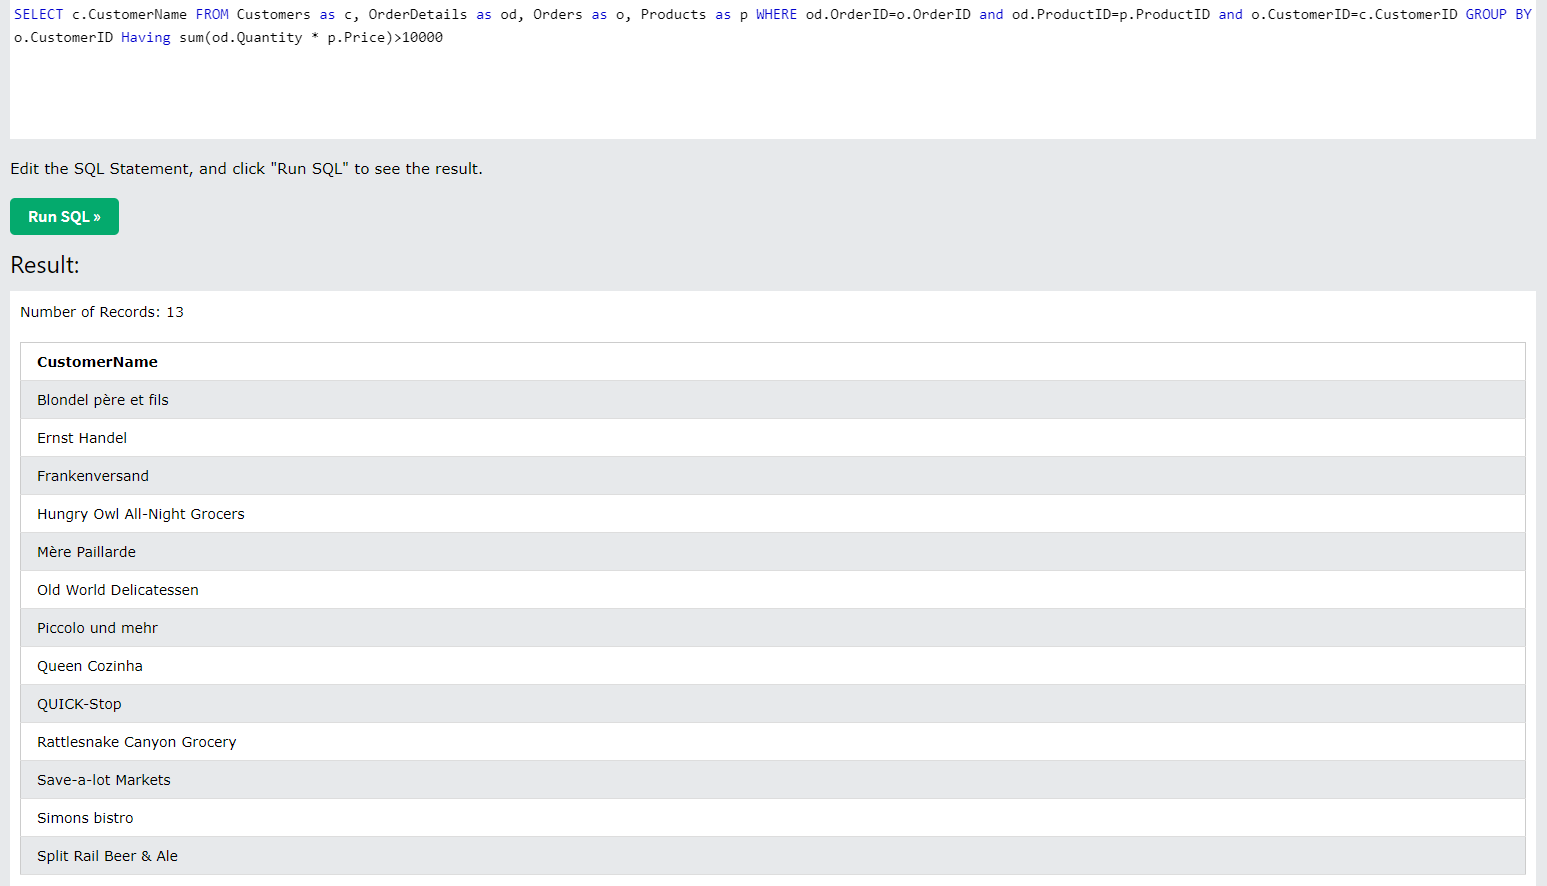 SELECT c.CustomerName FROM Customers as c, OrderDetails as od, Orders as o, Products as p WHERE od.OrderID=o.OrderID and od.ProductID=p.ProductID and o.CustomerID=c.CustomerID GROUP BY
o.CustomerID Having sum(od.Quantity * p.Price)>10000
Edit the SQL Statement, and click "Run SQL" to see the result.
Run SQL »
Result:
Number of Records: 13
CustomerName
Blondel père et fils
Ernst Handel
Frankenversand
Hungry Owl All-Night Grocers
Mère Paillarde
Old World Delicatessen
Piccolo und mehr
Queen Cozinha
QUICK-Stop
Rattlesnake Canyon Grocery
Save-a-lot Markets
Simons bistro
Split Rail Beer & Ale